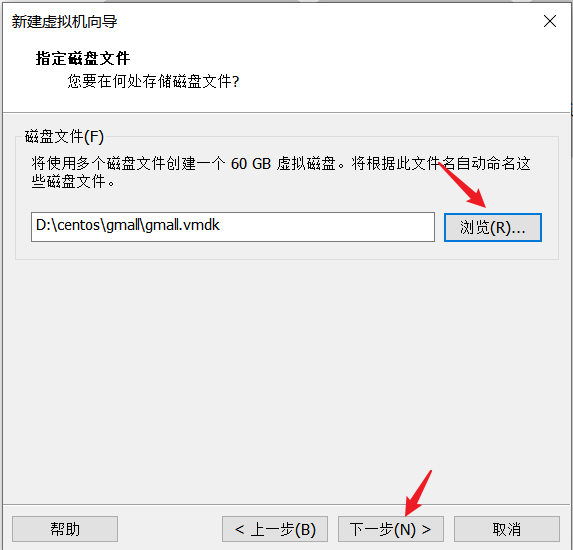 新建虚拟机向导
指定磁盘文件
您要在何处存储磁盘文件?
磁盘文件(F)
将使用多个磁盘文件创建一个 60 GB 虚拟磁盘。将根据此文件名自动命名这
些磁盘文件。
D:\centos\gmall\gmall.vmdk
浏览(R)...
帮助
< 上一步(B)
下一步(N) >
取消